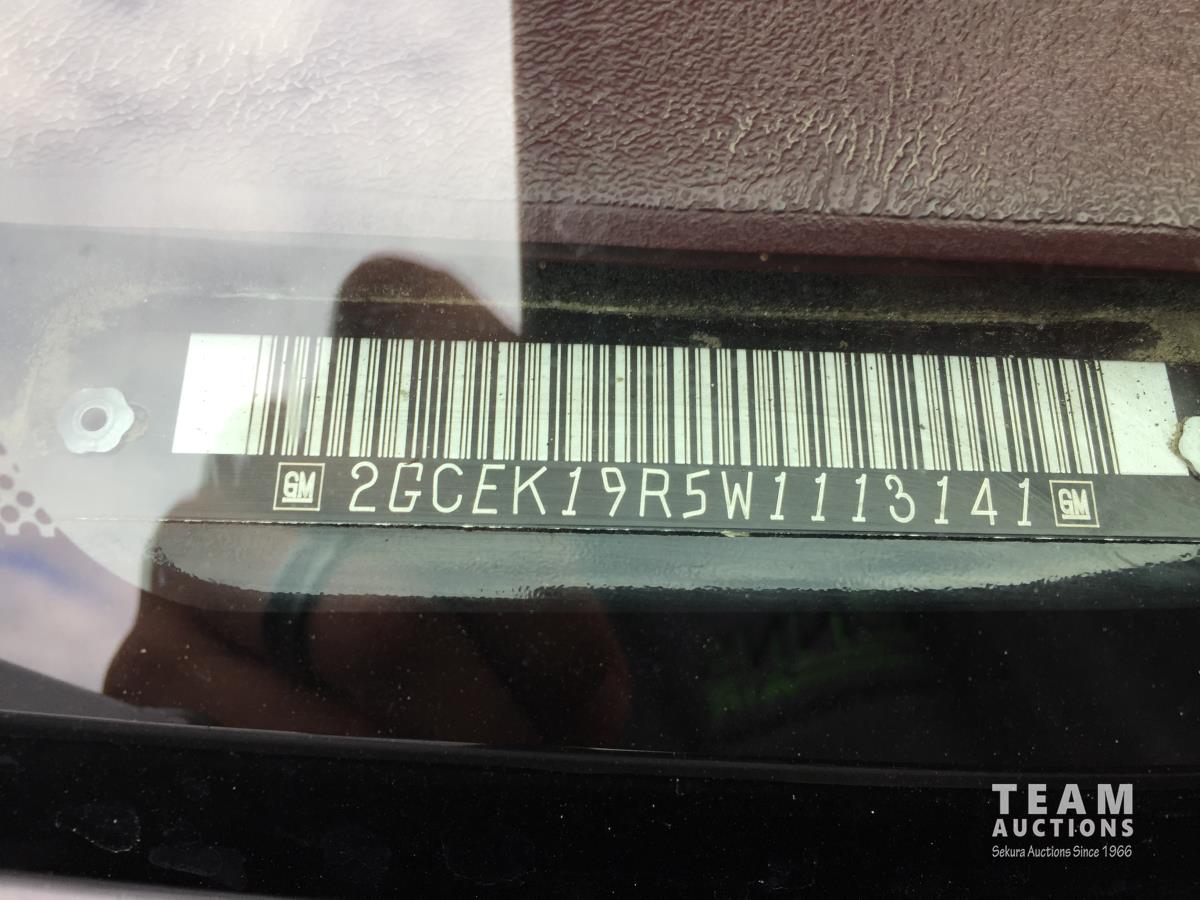 GM 2GCEK19R5W1113141 GM
TEAM
AUCTIONS
Sekura Auctions Since 1966